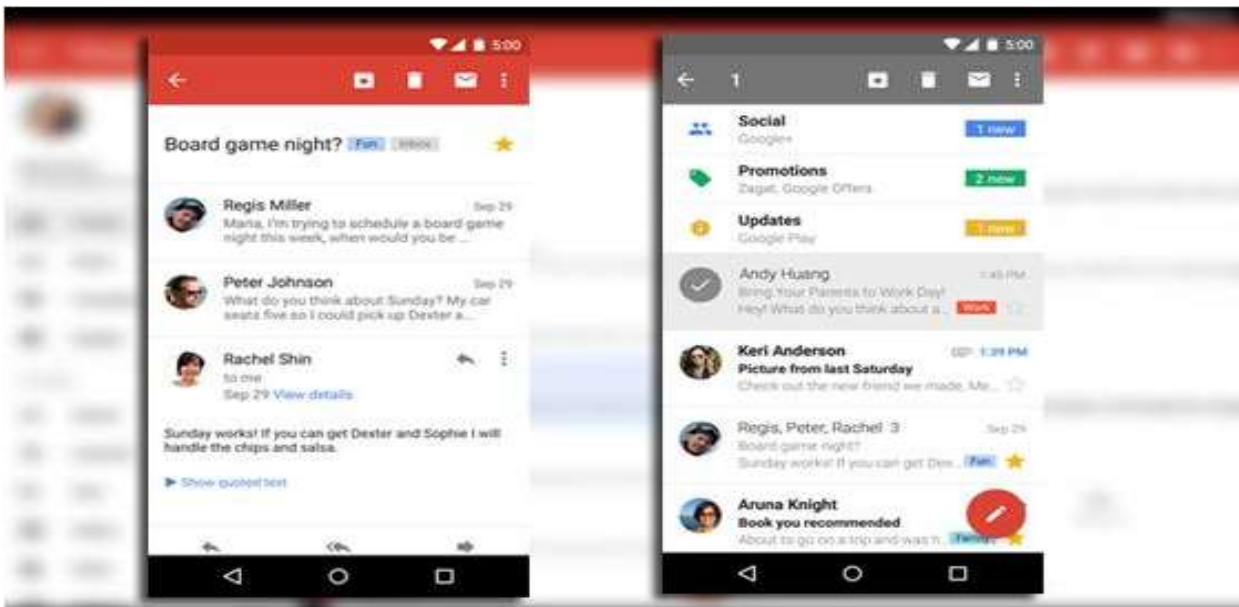 5:00
Board game night? Fun Inbox
Regis Miller Sep 29
Maria, I'm trying to schedule a board game
night this week, when would you be ...
Peter Johnson Sep 29
What do you think about Sunday? My car
seats five so I could pick up Dexter a...
Rachel Shin
to me
Sep 29 View details
Sunday works! If you can get Dexter and Sophie I will
handle the chips and salsa.
Show quoted text
5:00
1
Social 1 new
Google+
Promotions 2 new
Zagat, Google Offers
Updates 1 new
Google Play
Andy Huang 1:45 PM
Bring Your Parents to Work Day!
Hey! What do you think about a... Work
Keri Anderson 1:39 PM
Picture from last Saturday
Check out the new friend we made, Me...
Regis, Peter, Rachel 3 Sep 29
Board game night?
Sunday works! If you can get Dex... Fun
Aruna Knight
Book you recommended
About to go on a trip and was h... Family